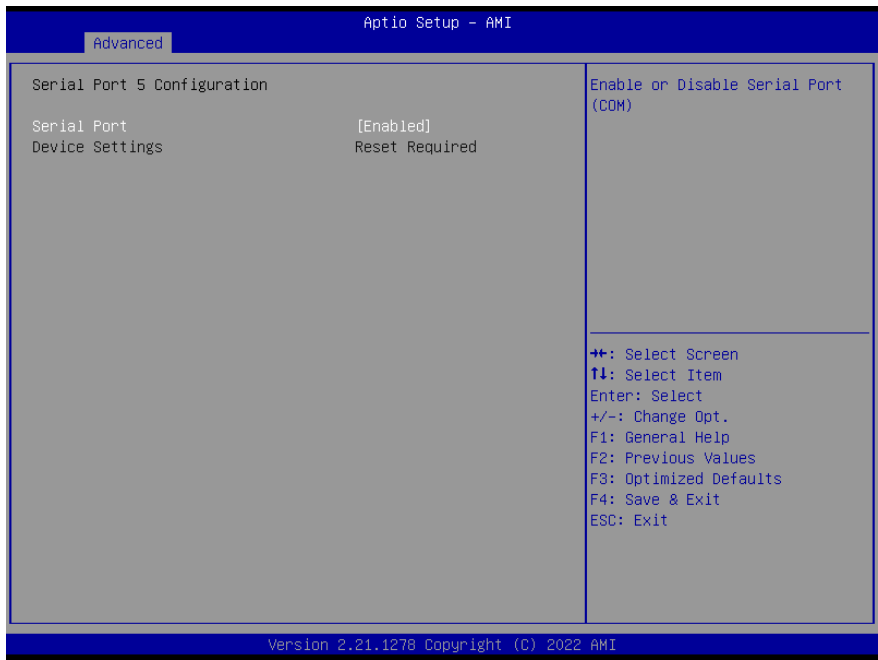 Aptio Setup - AMI
Advanced
Serial Port 5 Configuration
Serial Port [Enabled]
Device Settings Reset Required
Enable or Disable Serial Port
(COM)
→←: Select Screen
↑↓: Select Item
Enter: Select
+/-: Change Opt.
F1: General Help
F2: Previous Values
F3: Optimized Defaults
F4: Save & Exit
ESC: Exit
Version 2.21.1278 Copyright (C) 2022 AMI